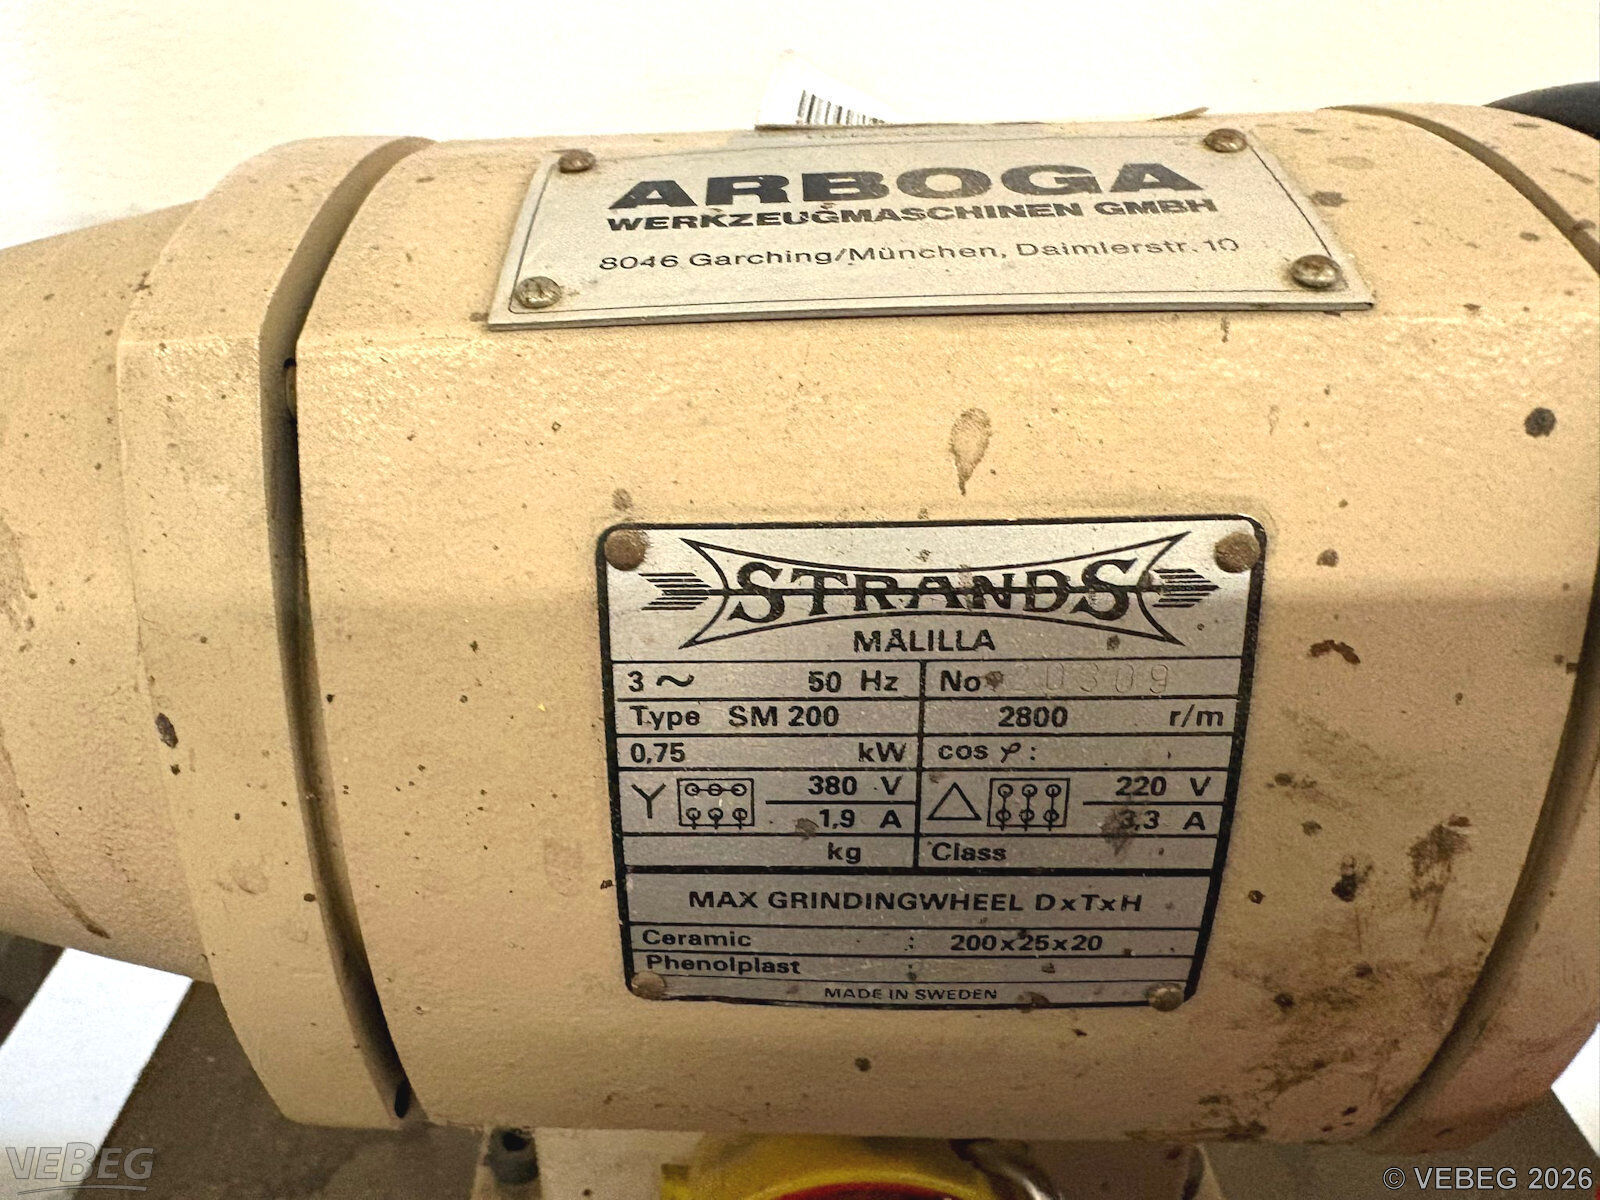 ARBOGA
WERKZEUGMASCHINEN GMBH
8046 Garching/München, Daimlerstr. 10
STRANDS
MÅLILLA
3 ~ 50 Hz No
Type SM 200 2800 r/m
0,75 kW cos φ:
Y 380 V △ 220 V
1,9 A 3,3 A
kg Class
MAX GRINDINGWHEEL DxTxH
Ceramic : 200x25x20
Phenolplast :
MADE IN SWEDEN
VEBEG
© VEBEG 2026